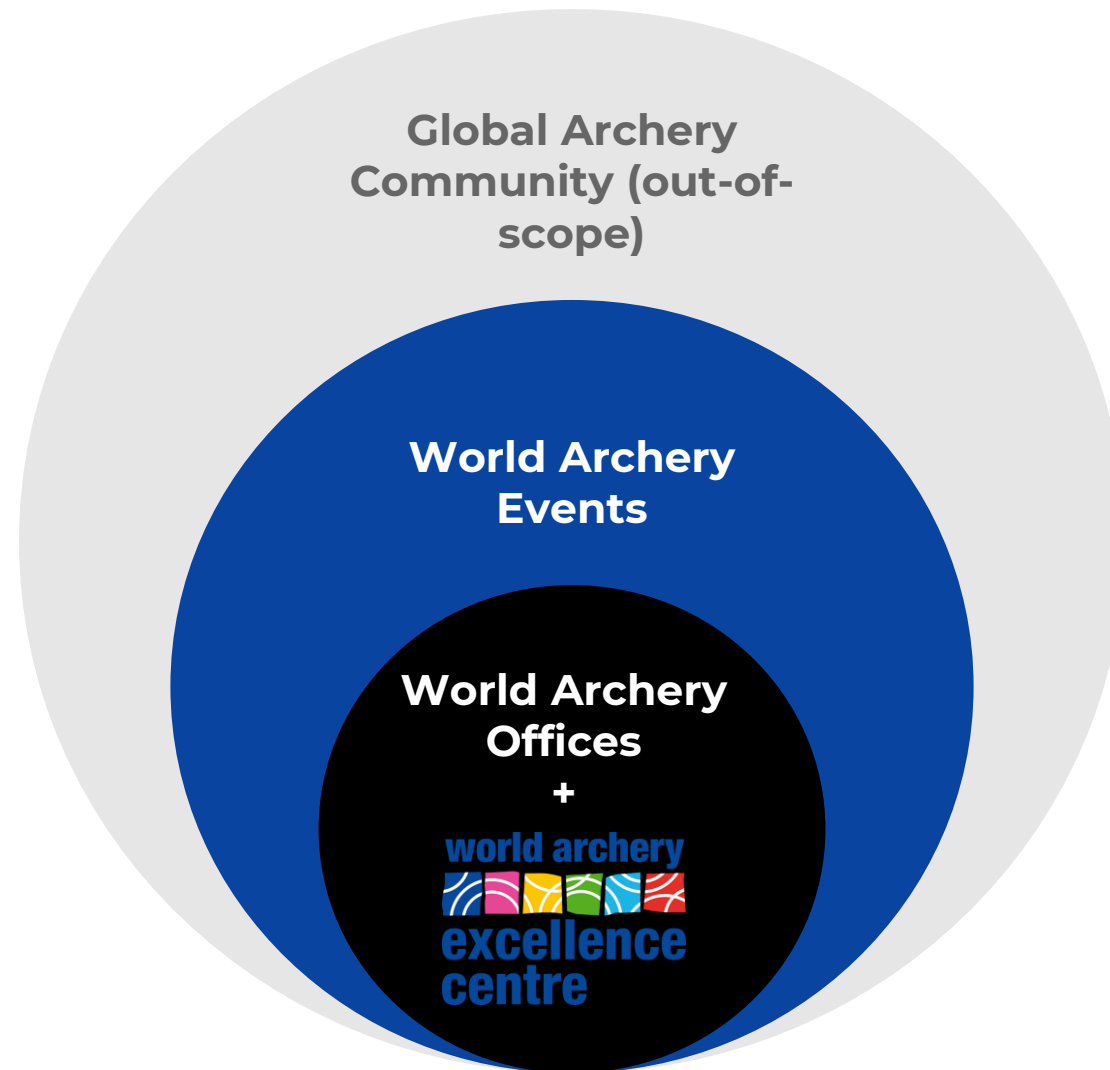 Global Archery
Community (out-of-
scope)
World Archery
Events
World Archery
Offices
+
world archery
excellence
centre